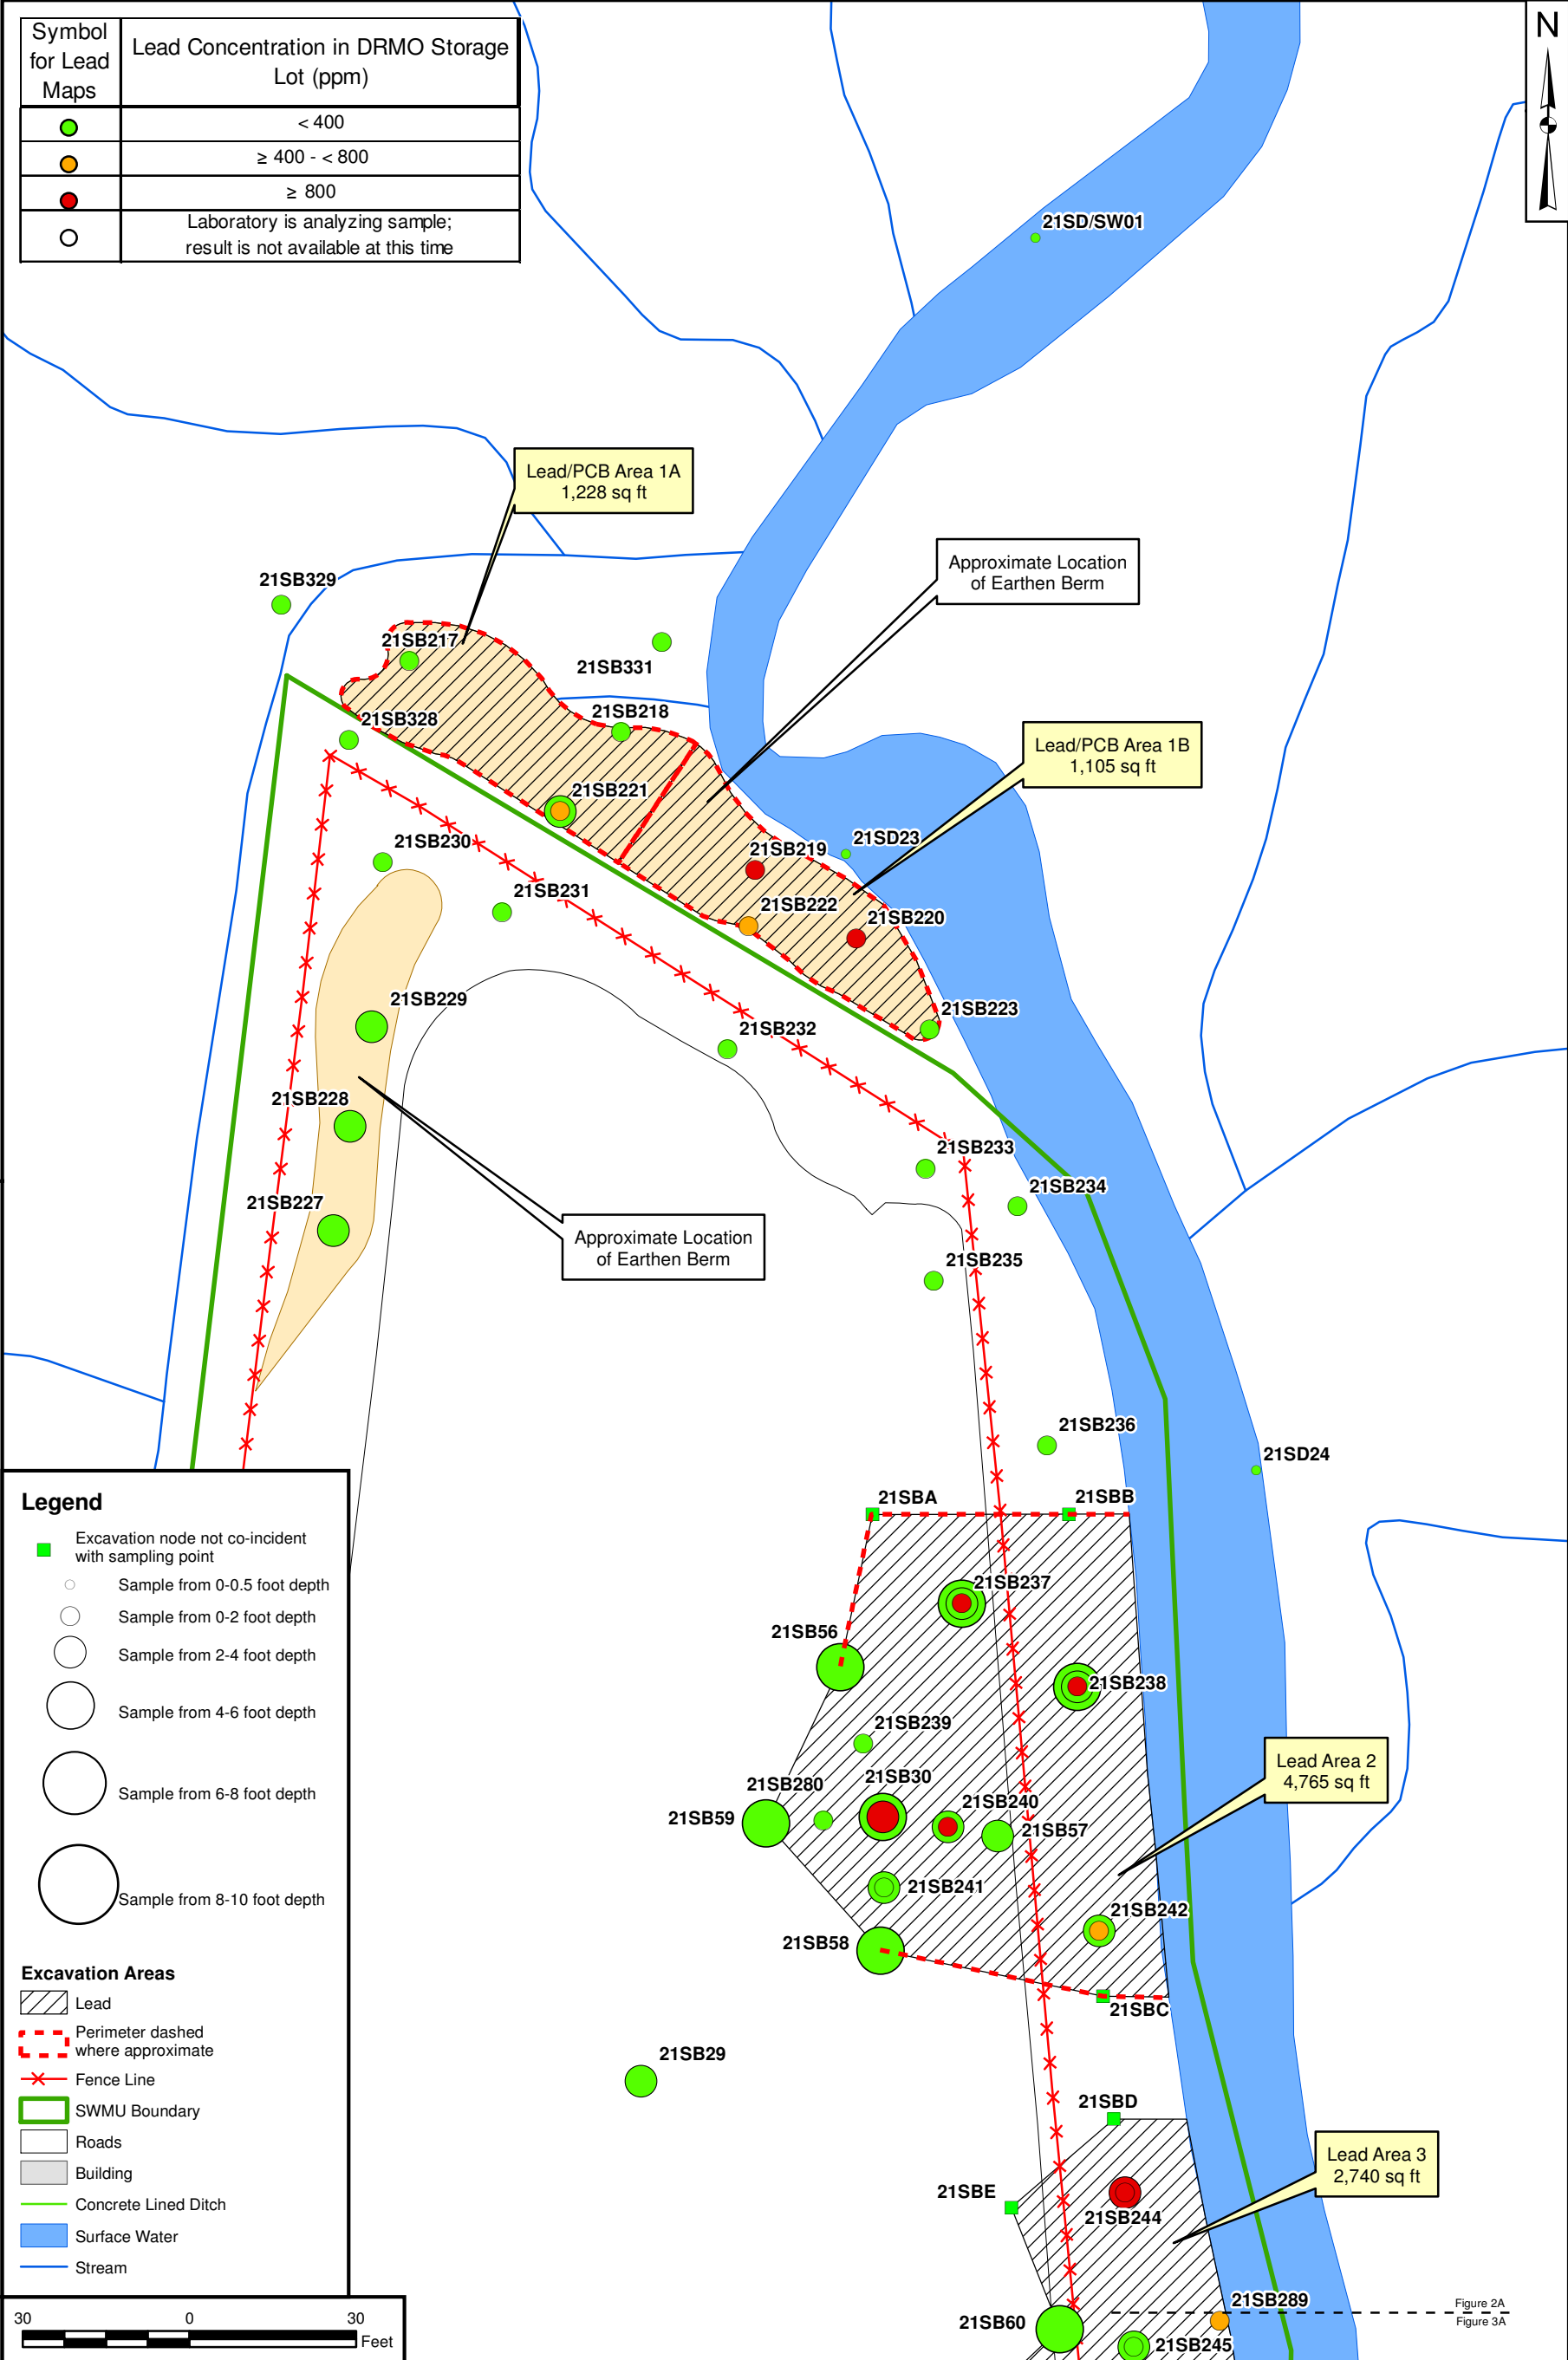 Symbol
for Lead
Maps
Lead Concentration in DRMO Storage
Lot (ppm)
< 400
≥ 400 - < 800
≥ 800
Laboratory is analyzing sample;
result is not available at this time
N
21SD/SW01
Lead/PCB Area 1A
1,228 sq ft
Approximate Location
of Earthen Berm
21SB329
21SB217
21SB331
21SB218
21SB328
Lead/PCB Area 1B
1,105 sq ft
21SB221
21SB230
21SB219
21SD23
21SB231
21SB222
21SB220
21SB229
21SB223
21SB232
21SB228
21SB233
21SB234
21SB227
Approximate Location
of Earthen Berm
21SB235
21SB236
21SD24
21SBA
21SBB
21SB237
21SB56
21SB238
21SB239
21SB280
21SB30
21SB59
21SB240
21SB57
Lead Area 2
4,765 sq ft
21SB241
21SB242
21SB58
21SBC
21SB29
21SBD
21SBE
21SB244
Lead Area 3
2,740 sq ft
21SB289
21SB60
21SB245
Figure 2A
Figure 3A
Legend
Excavation node not co-incident
with sampling point
Sample from 0-0.5 foot depth
Sample from 0-2 foot depth
Sample from 2-4 foot depth
Sample from 4-6 foot depth
Sample from 6-8 foot depth
Sample from 8-10 foot depth
Excavation Areas
Lead
Perimeter dashed
where approximate
Fence Line
SWMU Boundary
Roads
Building
Concrete Lined Ditch
Surface Water
Stream
30 0 30
Feet